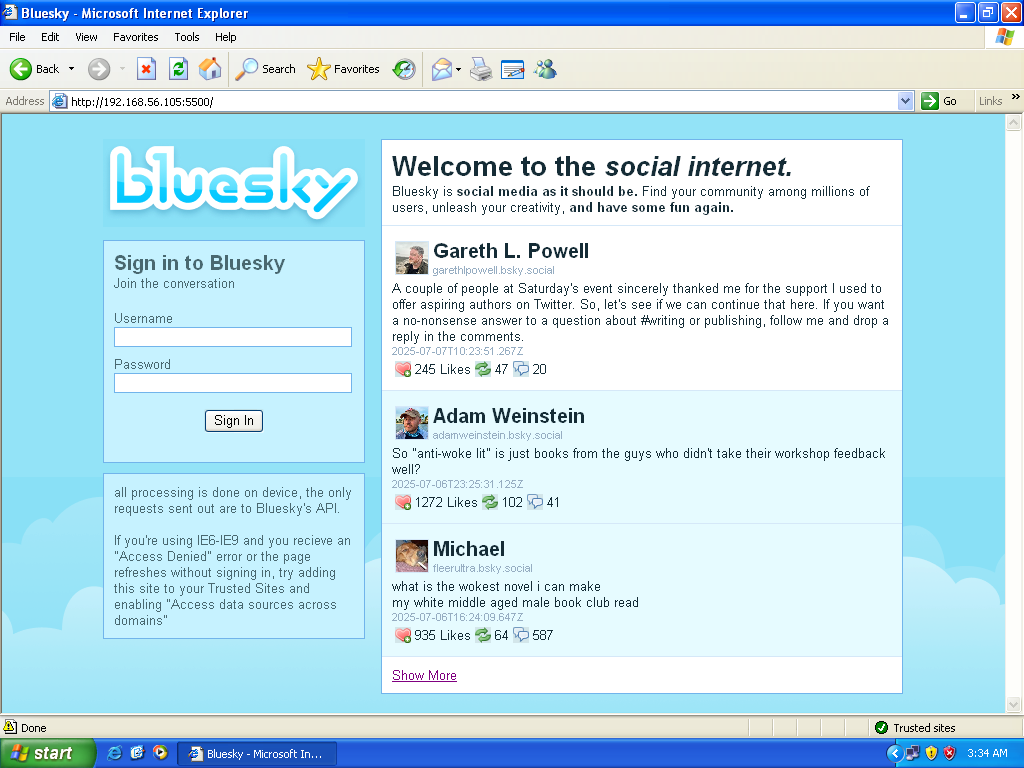 Bluesky - Microsoft Internet Explorer
File Edit View Favorites Tools Help
Back Search Favorites
Address http://192.168.56.105:5500/ Go Links »
bluesky
Sign in to Bluesky
Join the conversation
Username
Password
Sign In
all processing is done on device, the only
requests sent out are to Bluesky's API.
If you're using IE6-IE9 and you recieve an
"Access Denied" error or the page
refreshes without signing in, try adding
this site to your Trusted Sites and
enabling "Access data sources across
domains"
Welcome to the social internet.
Bluesky is social media as it should be. Find your community among millions of
users, unleash your creativity, and have some fun again.
Gareth L. Powell
garethlpowell.bsky.social
A couple of people at Saturday's event sincerely thanked me for the support I used to
offer aspiring authors on Twitter. So, let's see if we can continue that here. If you want
a no-nonsense answer to a question about #writing or publishing, follow me and drop a
reply in the comments.
2025-07-07T10:23:51.267Z
245 Likes 47 20
Adam Weinstein
adamweinstein.bsky.social
So "anti-woke lit" is just books from the guys who didn't take their workshop feedback
well?
2025-07-06T23:25:31.125Z
1272 Likes 102 41
Michael
fleerultra.bsky.social
what is the wokest novel i can make
my white middle aged male book club read
2025-07-06T16:24:09.647Z
935 Likes 64 587
Show More
Done Trusted sites
start Bluesky - Microsoft In... 3:34 AM